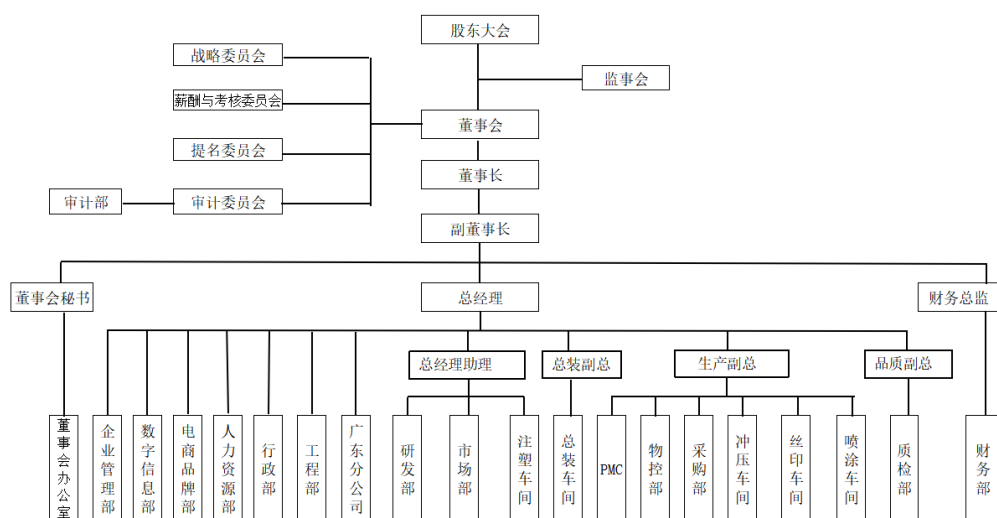 股东大会
战略委员会
监事会
薪酬与考核委员会
董事会
提名委员会
董事长
审计部
审计委员会
副董事长
董事会秘书
总经理
财务总监
总经理助理
总装副总
生产副总
品质副总
董事会办公室
企业管理部
数字信息部
电商品牌部
人力资源部
行政部
工程部
广东分公司
研发部
市场部
注塑车间
总装车间
PMC
物控部
采购部
冲压车间
丝印车间
喷涂车间
质检部
财务部